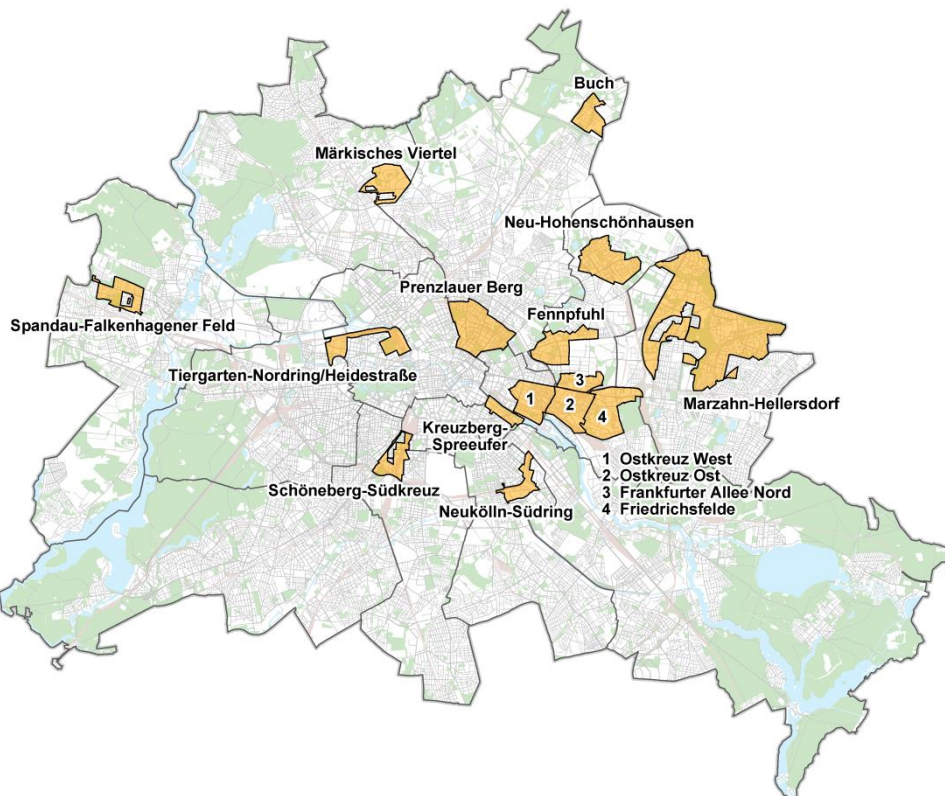 Buch
Märkisches Viertel
Neu-Hohenschönhausen
Prenzlauer Berg
Fennpfuhl
Spandau-Falkenhagener Feld
Tiergarten-Nordring/Heidestraße
3
Marzahn-Hellersdorf
1
2
4
Kreuzberg-
Spreeufer
Schöneberg-Südkreuz
Neukölln-Südring
1 Ostkreuz West
2 Ostkreuz Ost
3 Frankfurter Allee Nord
4 Friedrichsfelde